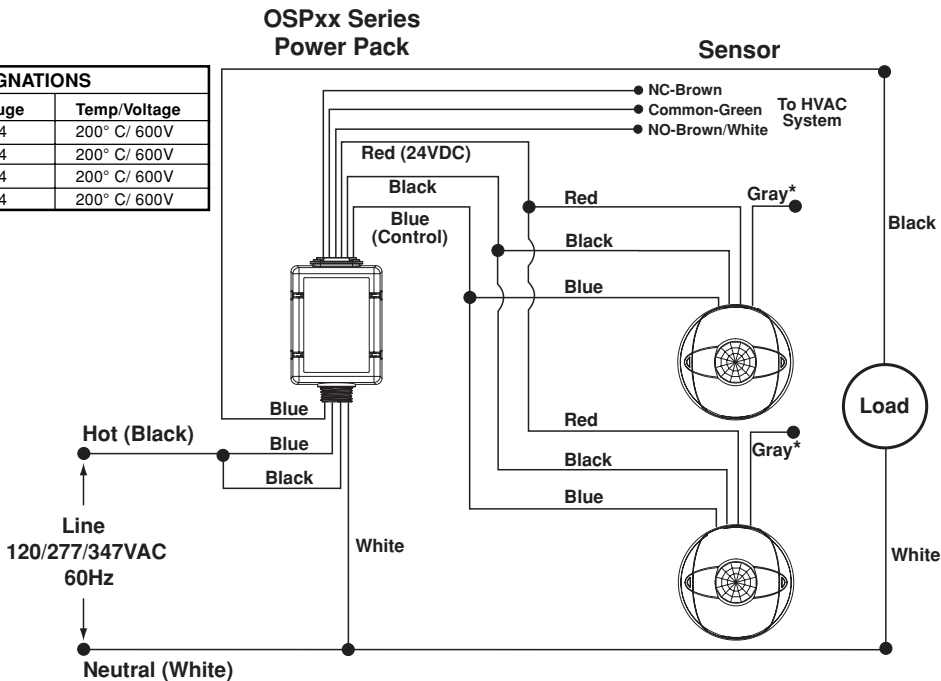 OSPxx Series
Power Pack
Sensor
GNATIONS
uge Temp/Voltage
4 200° C/ 600V
4 200° C/ 600V
4 200° C/ 600V
4 200° C/ 600V
NC-Brown
Common-Green
NO-Brown/White
To HVAC
System
Red (24VDC)
Black
Blue
(Control)
Red
Gray*
Black
Blue
Black
Load
Blue
Hot (Black)
Blue
Black
Red
Gray*
Black
Blue
Line
120/277/347VAC
60Hz
White
White
Neutral (White)